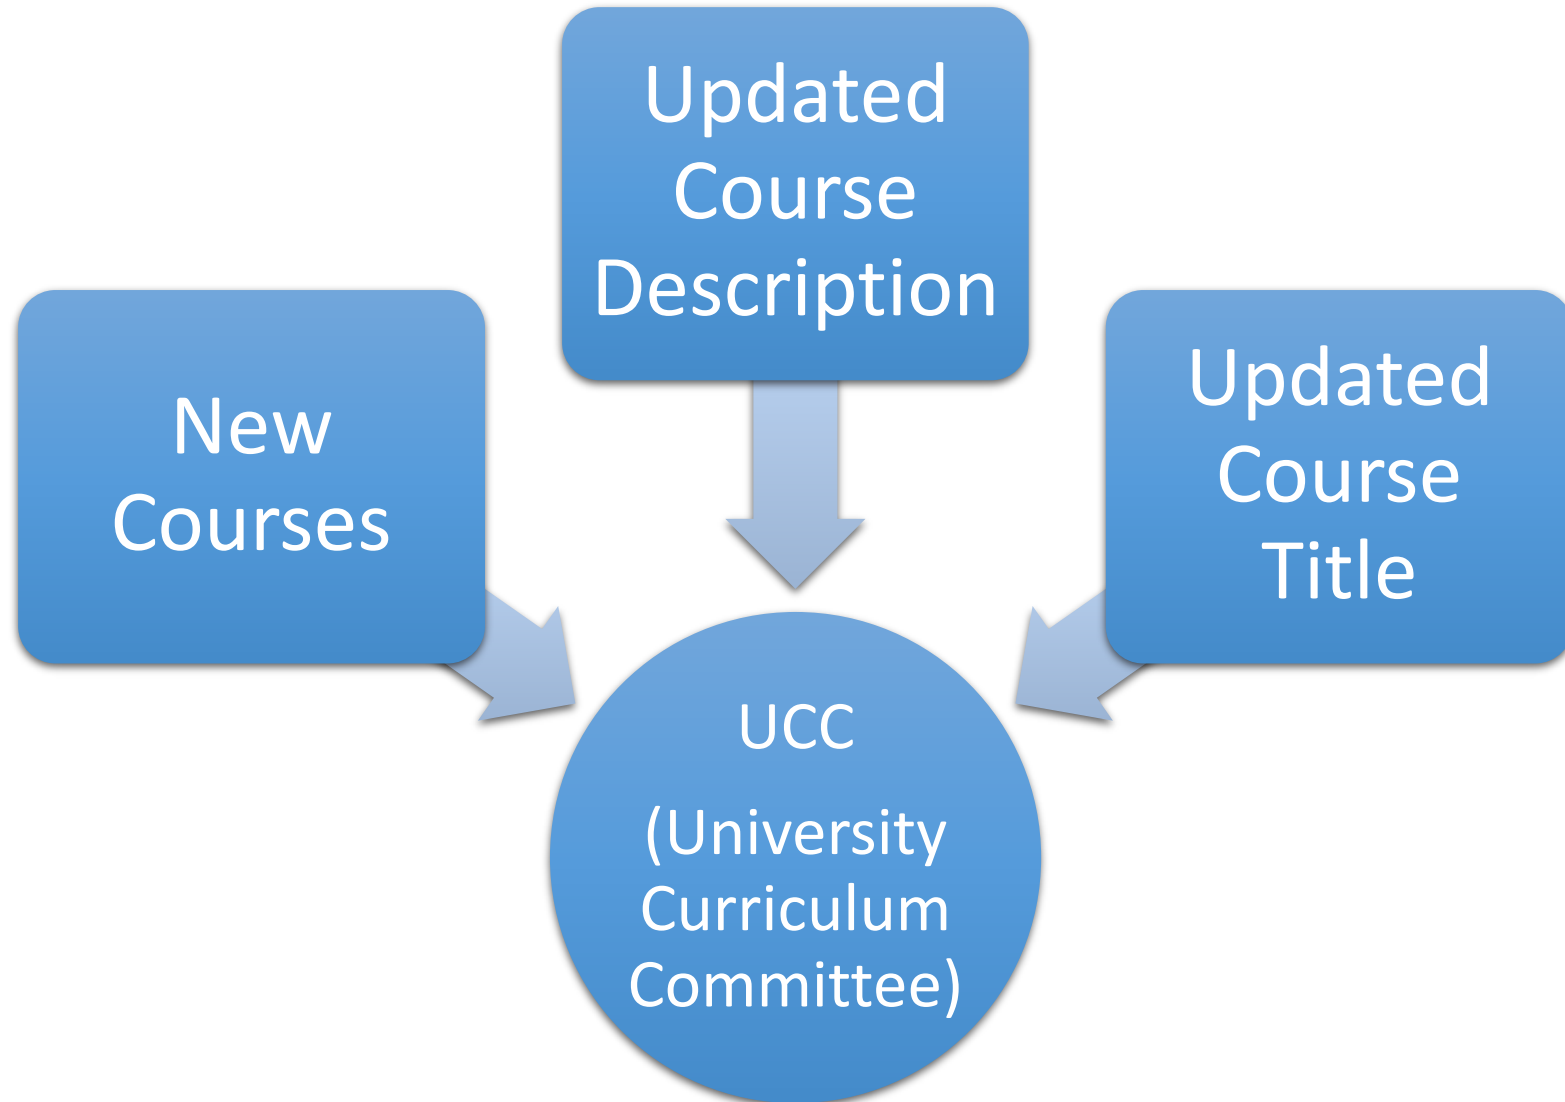 Updated
Course
Description
New
Courses
Updated
Course
Title
UCC
(University
Curriculum
Committee)